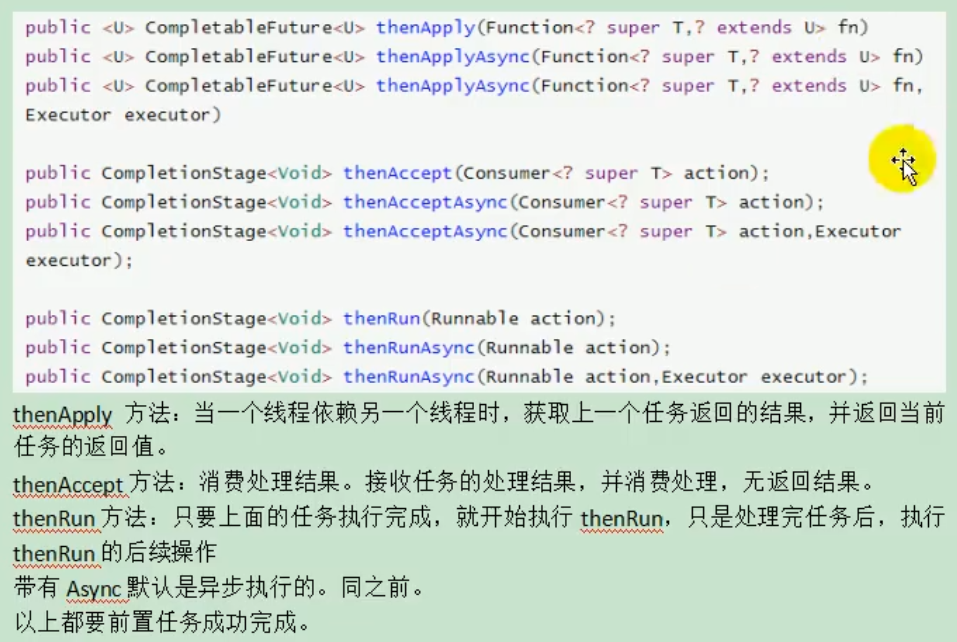 public <U> CompletableFuture<U> thenApply(Function<? super T,? extends U> fn)
public <U> CompletableFuture<U> thenApplyAsync(Function<? super T,? extends U> fn)
public <U> CompletableFuture<U> thenApplyAsync(Function<? super T,? extends U> fn,
Executor executor)
public CompletionStage<Void> thenAccept(Consumer<? super T> action);
public CompletionStage<Void> thenAcceptAsync(Consumer<? super T> action);
public CompletionStage<Void> thenAcceptAsync(Consumer<? super T> action,Executor
executor);
public CompletionStage<Void> thenRun(Runnable action);
public CompletionStage<Void> thenRunAsync(Runnable action);
public CompletionStage<Void> thenRunAsync(Runnable action,Executor executor);
thenApply 方法：当一个线程依赖另一个线程时，获取上一个任务返回的结果，并返回当前
任务的返回值。
thenAccept 方法：消费处理结果。接收任务的处理结果，并消费处理，无返回结果。
thenRun 方法：只要上面的任务执行完成，就开始执行 thenRun，只是处理完任务后，执行
thenRun 的后续操作
带有 Async 默认是异步执行的。同之前。
以上都要前置任务成功完成。